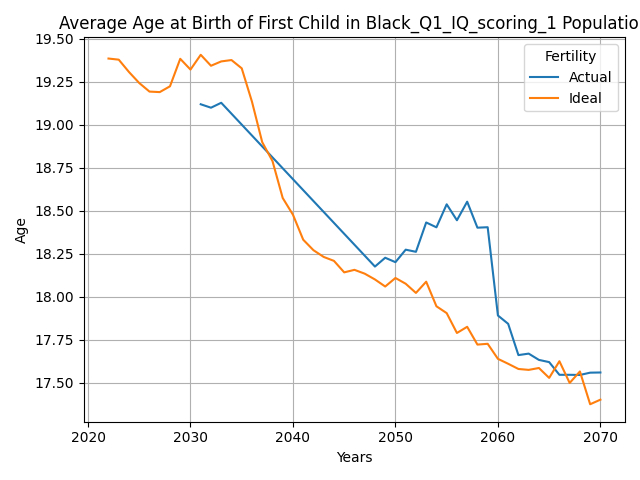 Average Age at Birth of First Child in Black_Q1_IQ_scoring_1 Populatio
19.50
19.25
19.00
18.75
18.50
18.25
18.00
17.75
17.50
Age
Fertility
Actual
Ideal
2020
2030
2040
2050
2060
2070
Years